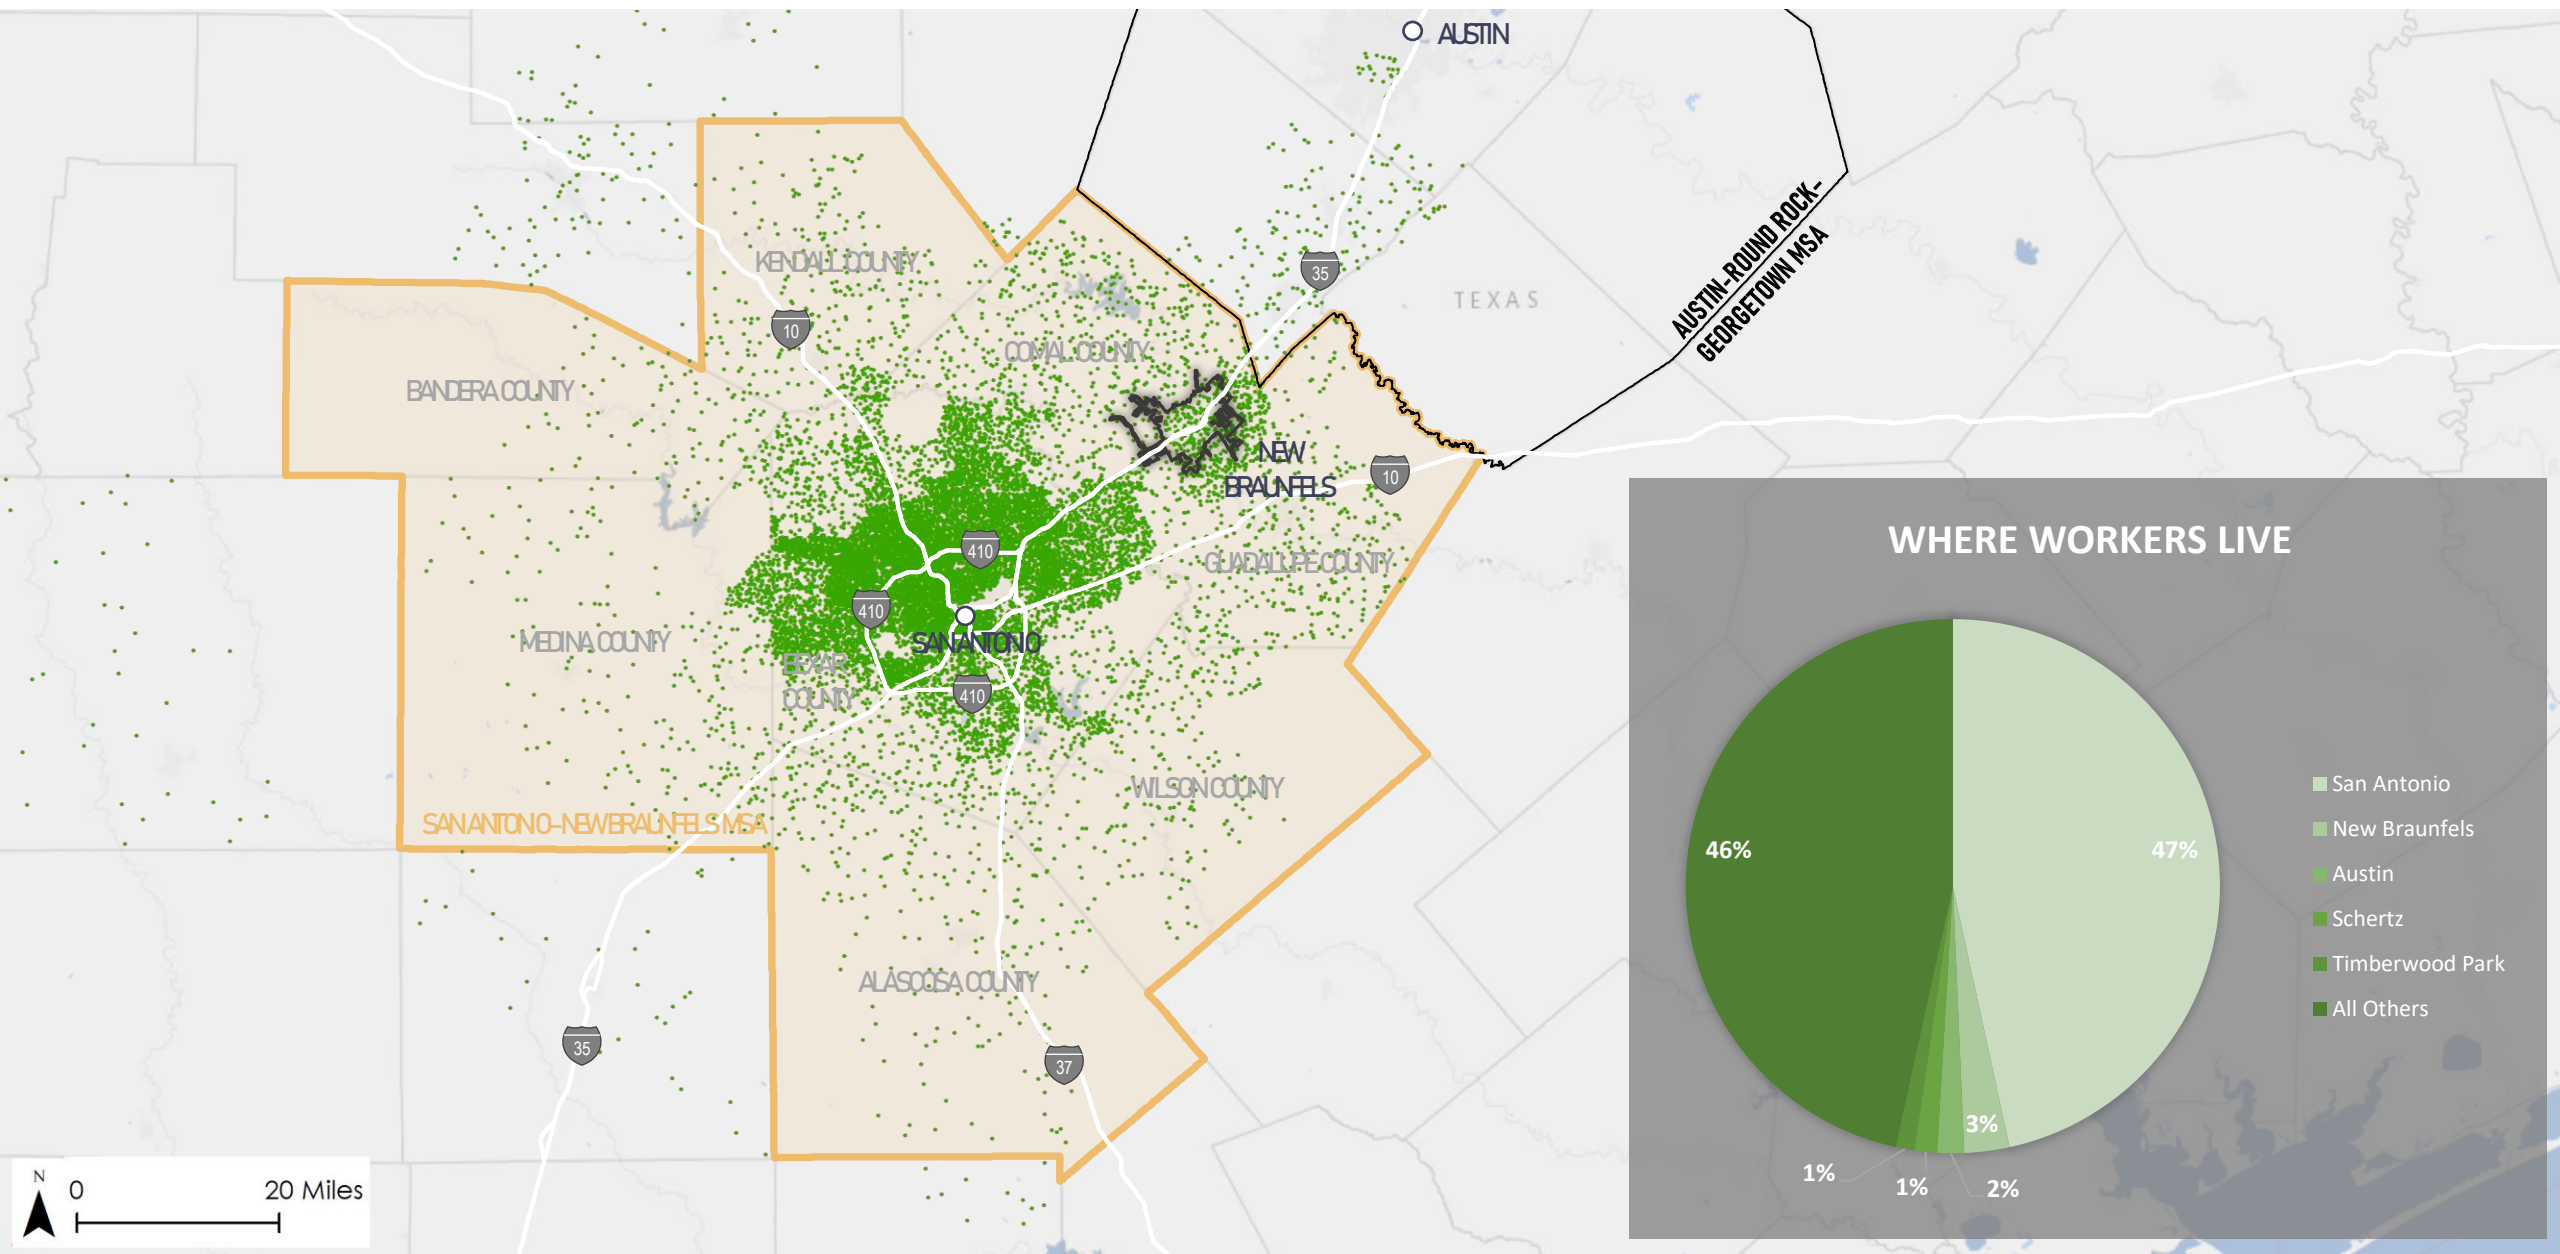 AUSTIN
AUSTIN-ROUND ROCK-
GEORGETOWN MSA
KENDALL COUNTY
35
TEXAS
10
COMAL COUNTY
BANDERA COUNTY
NEW
BRAUNFELS
10
410
GUADALUPE COUNTY
410
SAN ANTONIO
MEDINA COUNTY
BEXAR
COUNTY
410
WILSON COUNTY
SAN ANTONIO-NEW BRAUNFELS MSA
ALASCOSA COUNTY
35
37
N
0 20 Miles
WHERE WORKERS LIVE
46%
47%
3%
1%
1%
2%
San Antonio
New Braunfels
Austin
Schertz
Timberwood Park
All Others